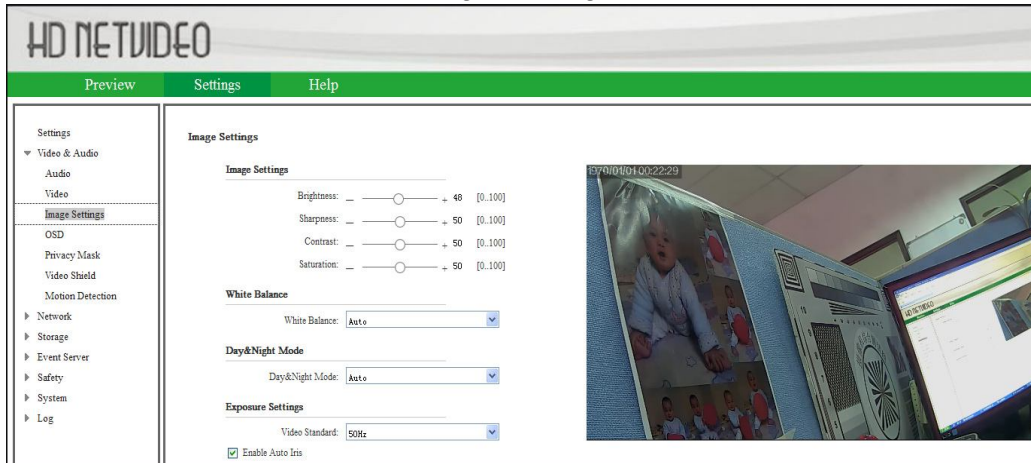 HD NETVIDEO
Preview Settings Help
Settings
Video & Audio
Audio
Video
Image Settings
OSD
Privacy Mask
Video Shield
Motion Detection
Network
Storage
Event Server
Safety
System
Log
Image Settings
Image Settings
Brightness: − + 48 [0..100]
Sharpness: − + 50 [0..100]
Contrast: − + 50 [0..100]
Saturation: − + 50 [0..100]
White Balance
White Balance: Auto
Day&Night Mode
Day&Night Mode: Auto
Exposure Settings
Video Standard: 50Hz
Enable Auto Iris
1970/01/01 00:22:29
HD NETVIDEO